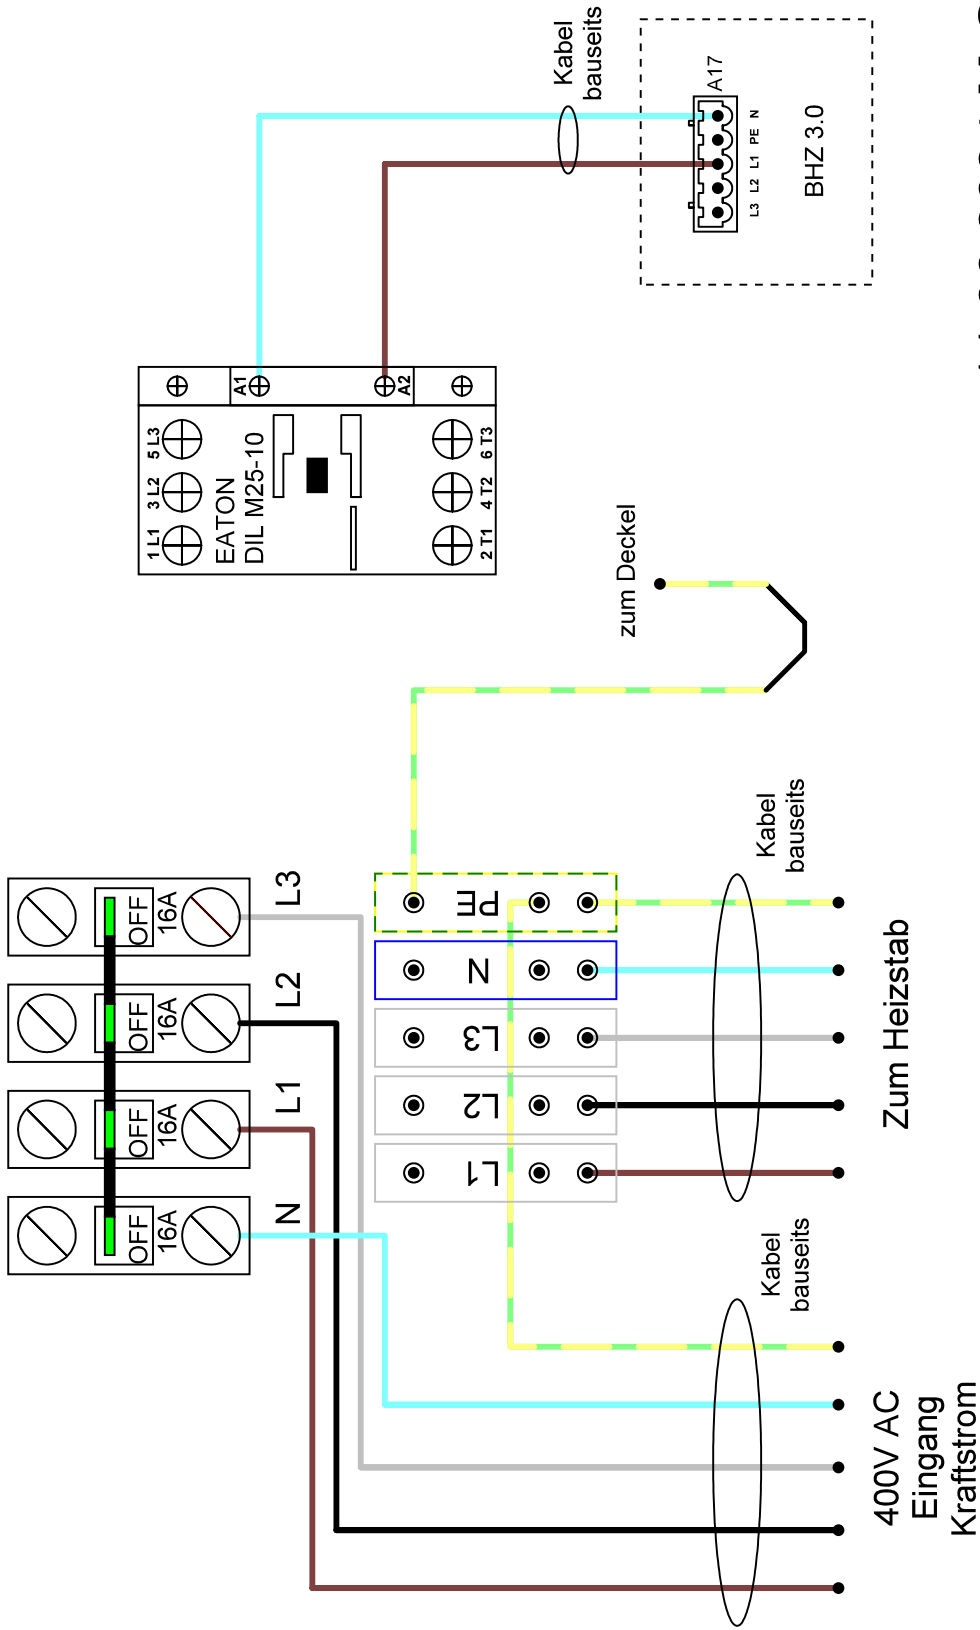 N
OFF
16A
L1
OFF
16A
L2
OFF
16A
L3
OFF
16A
1 L1
3 L2
5 L3
EATON
DIL M25-10
2 T1
4 T2
6 T3
A1
A2
Kabel
bauseits
A17
L3 L2 L1 PE N
BHZ 3.0
L1
L2
L3
N
PE
zum Deckel
Kabel
bauseits
400V AC
Eingang
Kraftstrom
Kabel
bauseits
Zum Heizstab